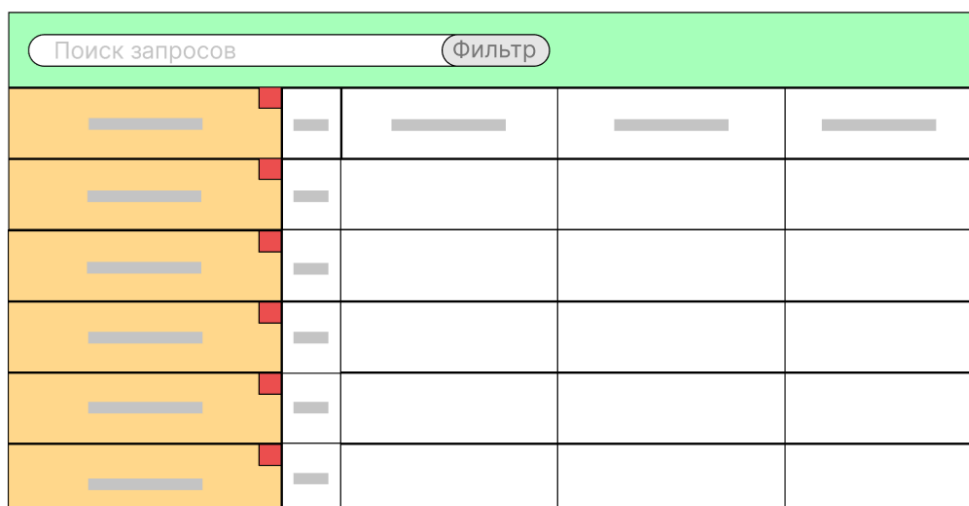 Поиск запросов
Фильтр